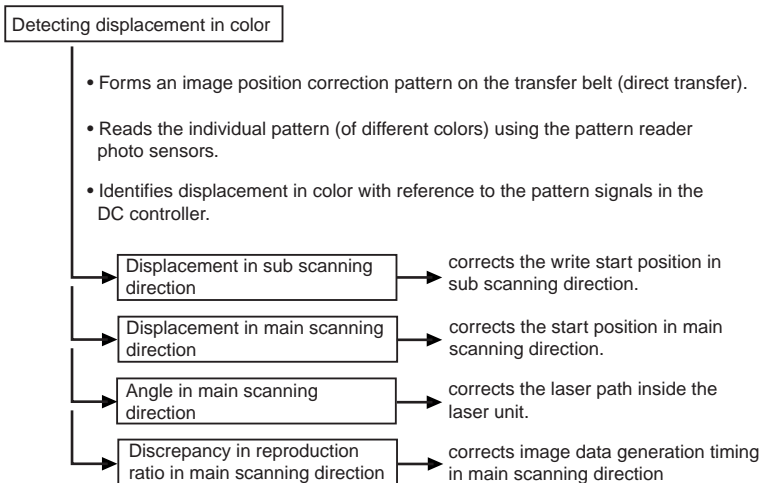 Detecting displacement in color
• Forms an image position correction pattern on the transfer belt (direct transfer).
• Reads the individual pattern (of different colors) using the pattern reader
photo sensors.
• Identifies displacement in color with reference to the pattern signals in the
DC controller.
Displacement in sub scanning
direction
corrects the write start position in
sub scanning direction.
Displacement in main scanning
direction
corrects the start position in main
scanning direction.
Angle in main scanning
direction
corrects the laser path inside the
laser unit.
Discrepancy in reproduction
ratio in main scanning direction
corrects image data generation timing
in main scanning direction